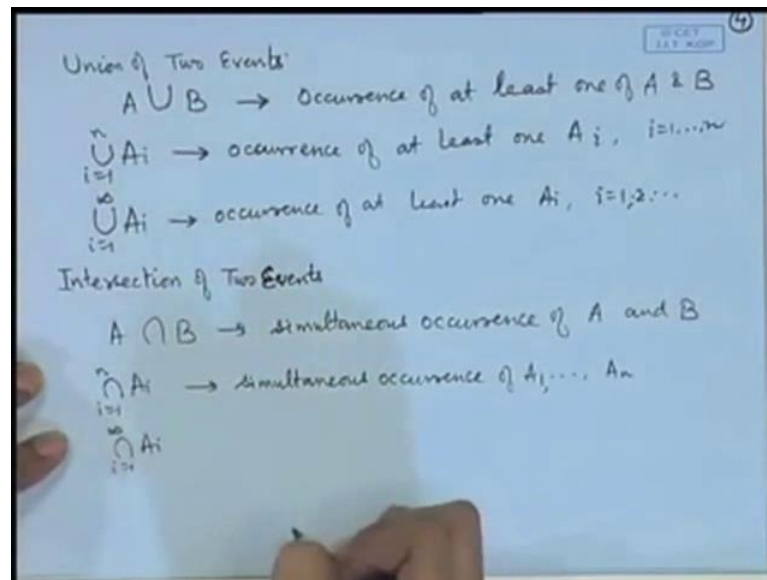 4
Union of Two Events
A ∪ B → Occurrence of at least one of A & B
n
∪ Ai → occurrence of at least one Ai, i=1,...,n
i=1
∞
∪ Ai → occurrence of at least one Ai, i=1,2....
i=1
Intersection of Two Events
A ∩ B → simultaneous occurrence of A and B
n
∩ Ai → simultaneous occurrence of A1,.... An
i=1
∞
∩ Ai
i=1